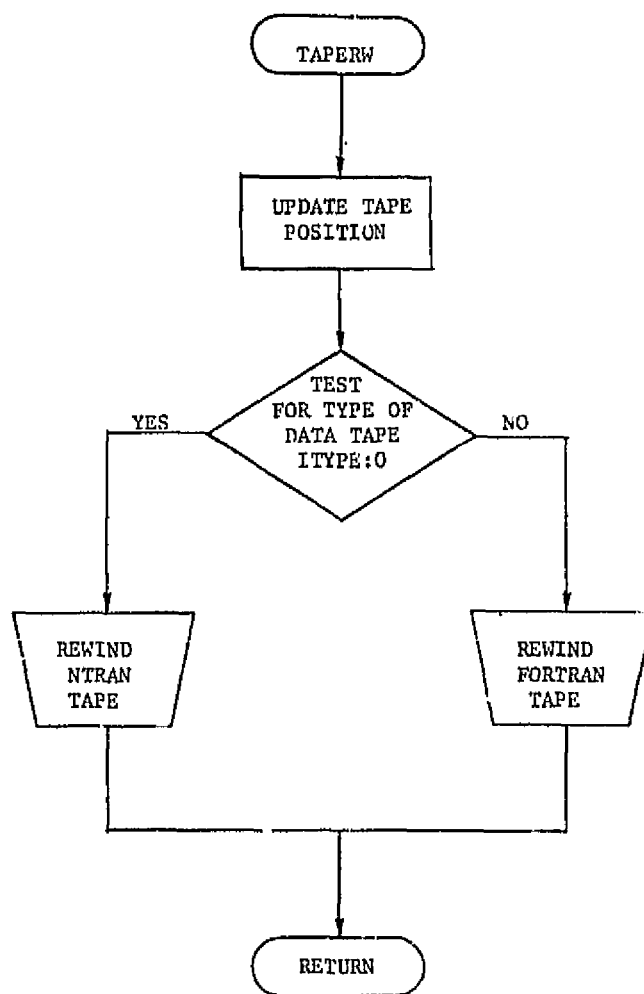 TAPERW
UPDATE TAPE
POSITION
TEST
FOR TYPE OF
DATA TAPE
ITYPE:0
YES
NO
REWIND
NTRAN
TAPE
REWIND
FORTRAN
TAPE
RETURN